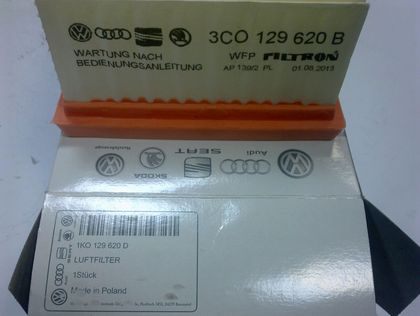 3C0 129 620 B
WARTUNG NACH
BEDIENUNGSANLEITUNG
WFP FILTRON
AP 139/2 PL 01.08.2013
SEAT
Audi
SKODA
1K0 129 620 D
LUFTFILTER
1Stück
Made in Poland